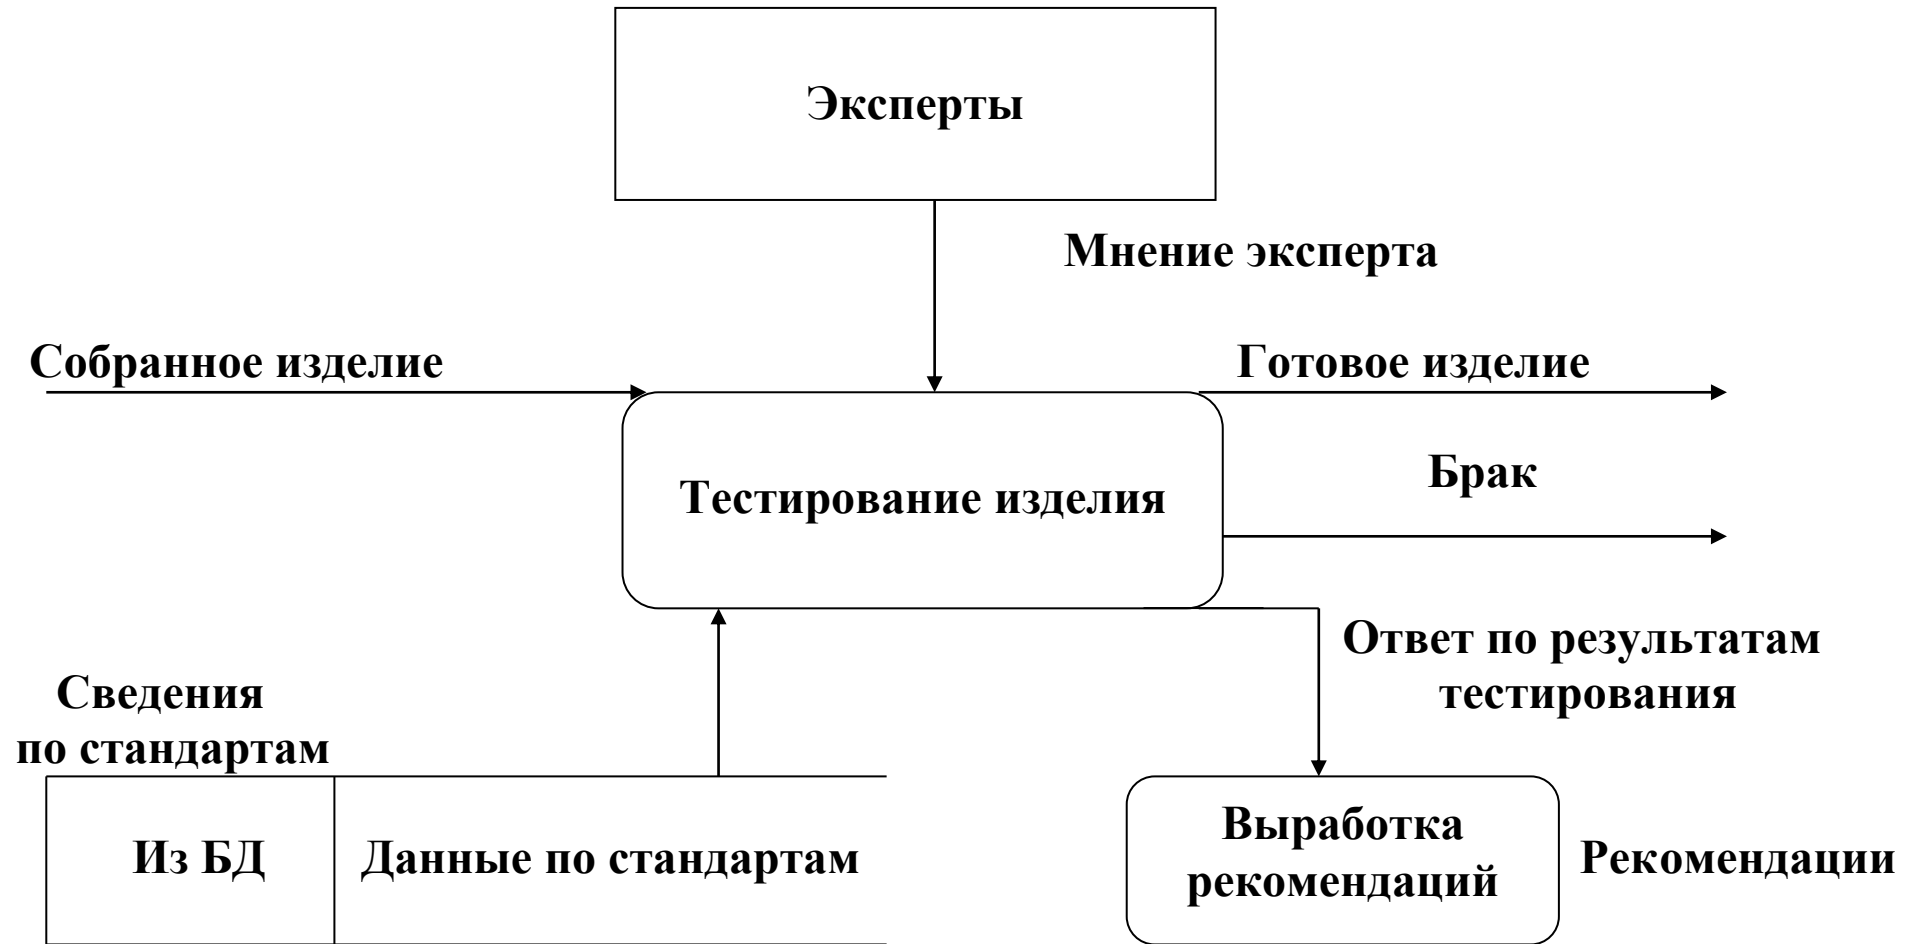 Эксперты
Мнение эксперта
Собранное изделие
Готовое изделие
Брак
Тестирование изделия
Ответ по результатам
тестирования
Сведения
по стандартам
Из БД
Данные по стандартам
Выработка
рекомендаций
Рекомендации